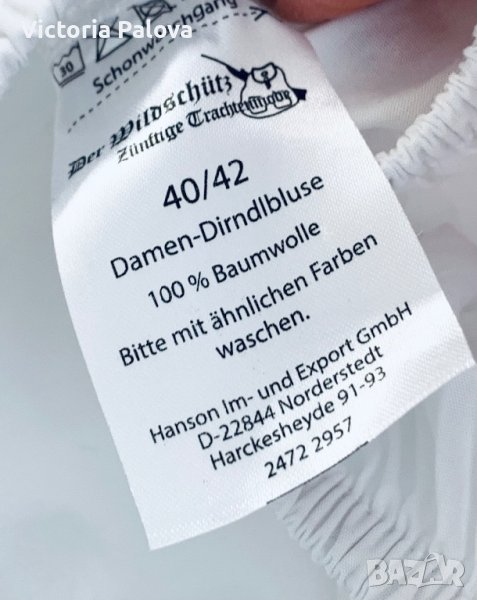 Victoria Palova
30
Schonwaschgang
Der Wildschütz
Zünftige Trachtenmode
40/42
Damen-Dirndlbluse
100 % Baumwolle
Bitte mit ähnlichen Farben
waschen.
Hanson Im- und Export GmbH
D-22844 Norderstedt
Harckesheyde 91-93
2472 2957
bazar.bg